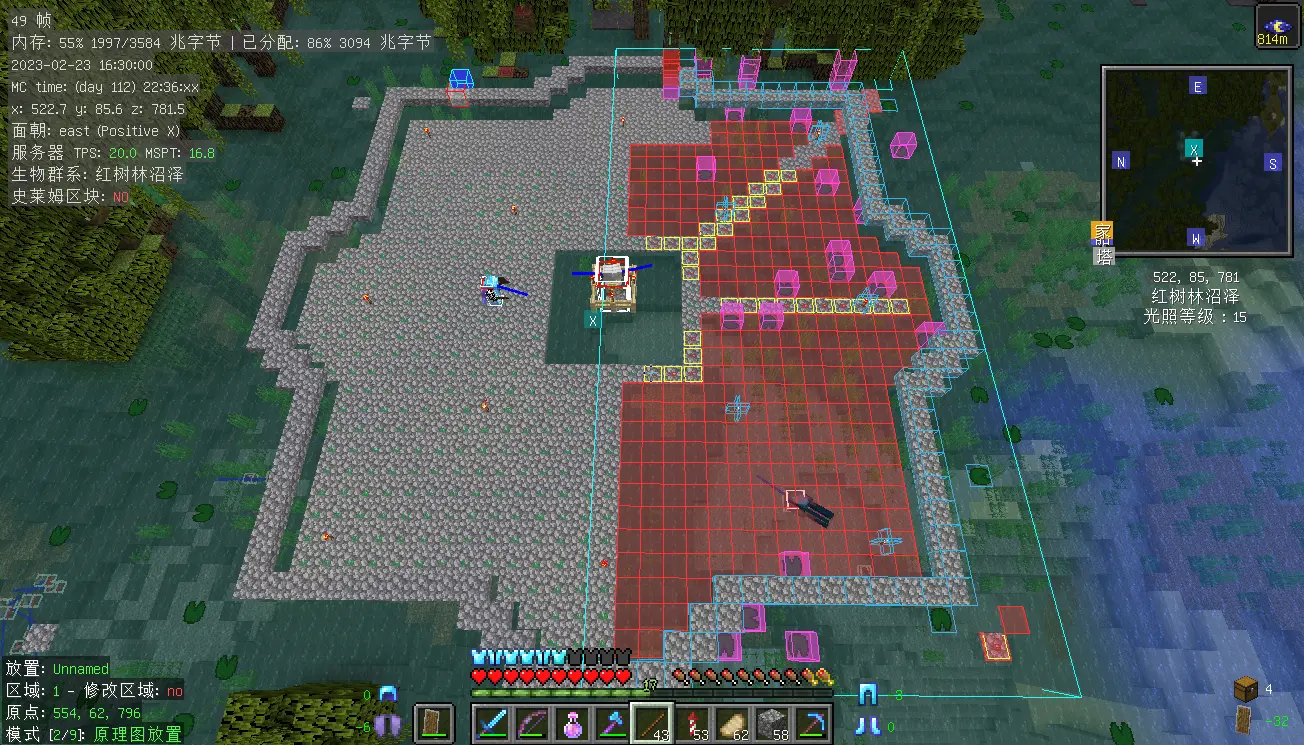 49 帧
内存: 55% 1997/3584 兆字节 | 已分配: 86% 3094 兆字节
2023-02-23 16:30:00
MC time: (day 112) 22:36:xx
x: 522.7 y: 85.6 z: 781.5
面朝: east (Positive X)
服务器 TPS: 20.0 MSPT: 16.8
生物群系: 红树林沼泽
史莱姆区块: NO
814m
E
N
X
S
W
家
塔
522, 85, 781
红树林沼泽
光照等级：15
X
放置: Unnamed
区域: 1 - 修改区域: no
原点: 554, 62, 796
模式 [2/9]: 原理图放置
17
0
-6
43
53
62
58
3
0
4
-32